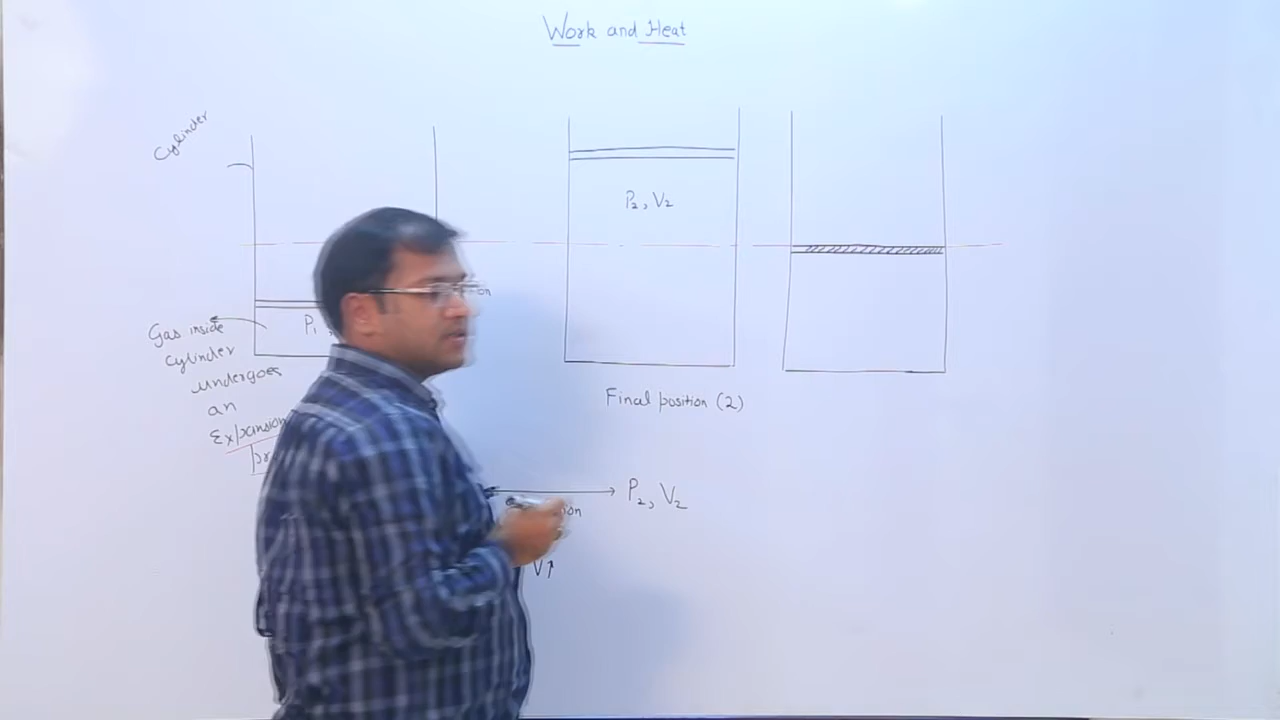 Work and Heat
Cylinder
P₂, V₂
P₁
Gas inside
cylinder
undergoes
an
Expansion
Final position (2)
P₂, V₂
V↑